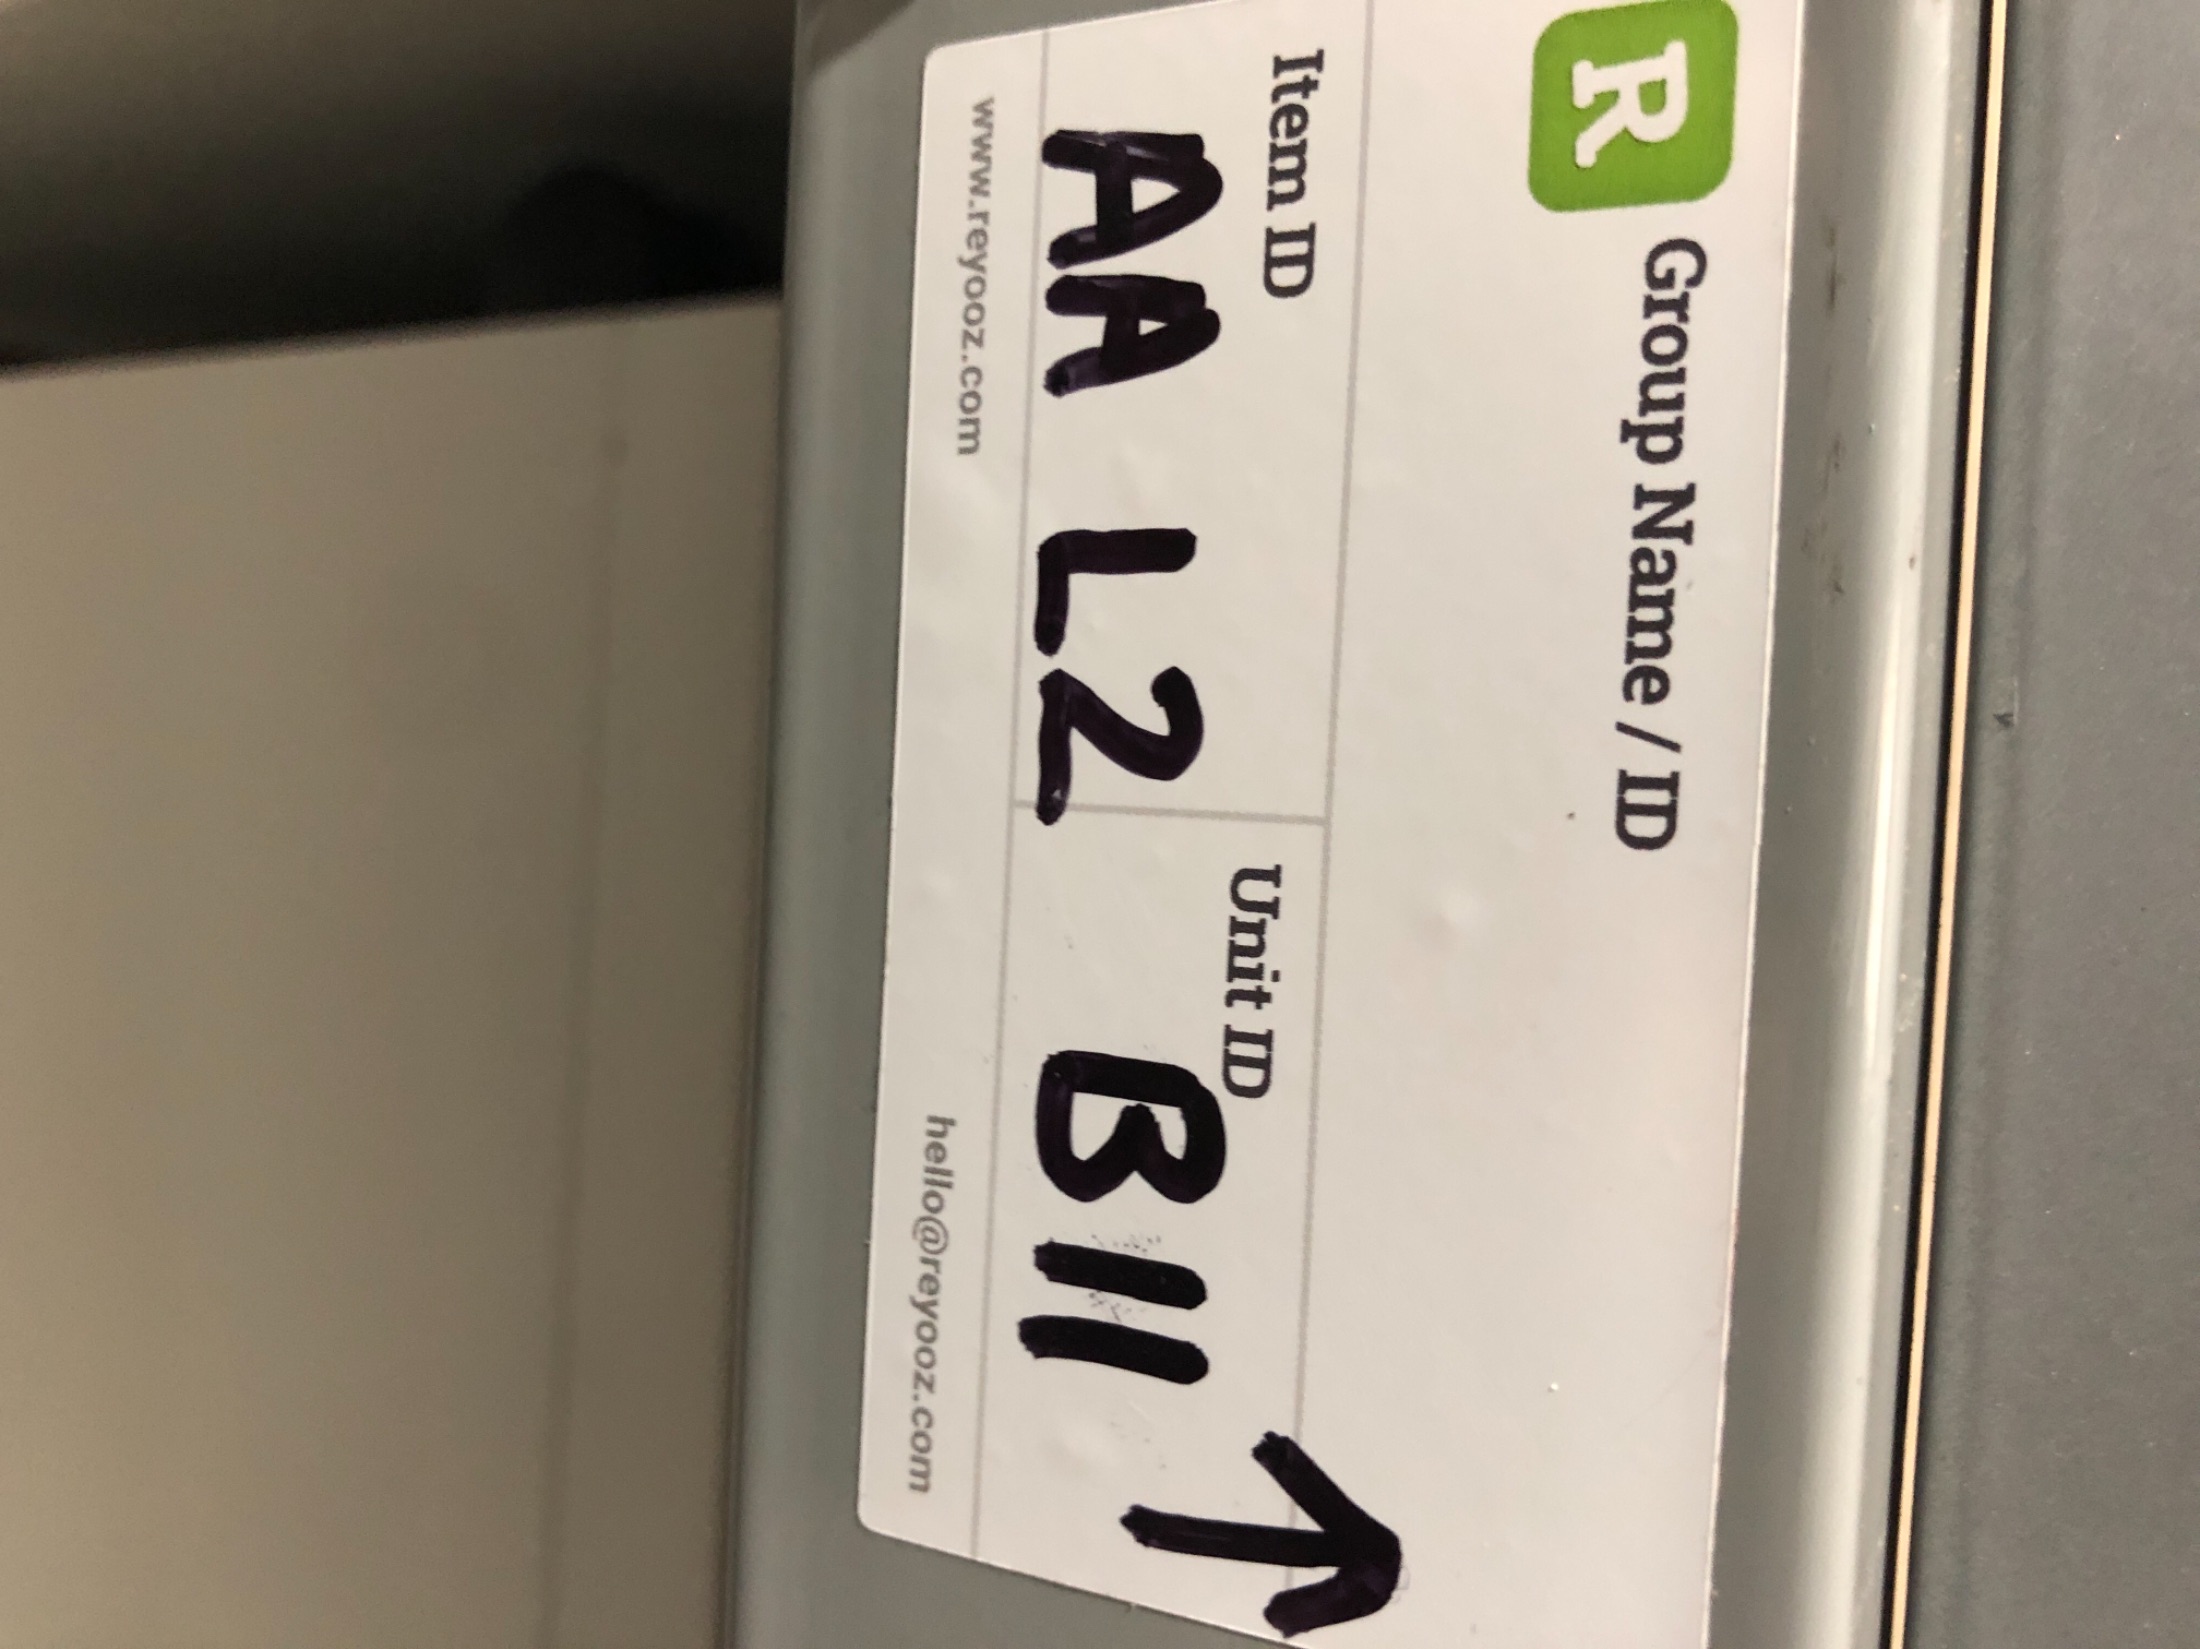 R Group Name / ID
Item ID Unit ID
AA L2 B11 ↑
www.reyooz.com hello@reyooz.com